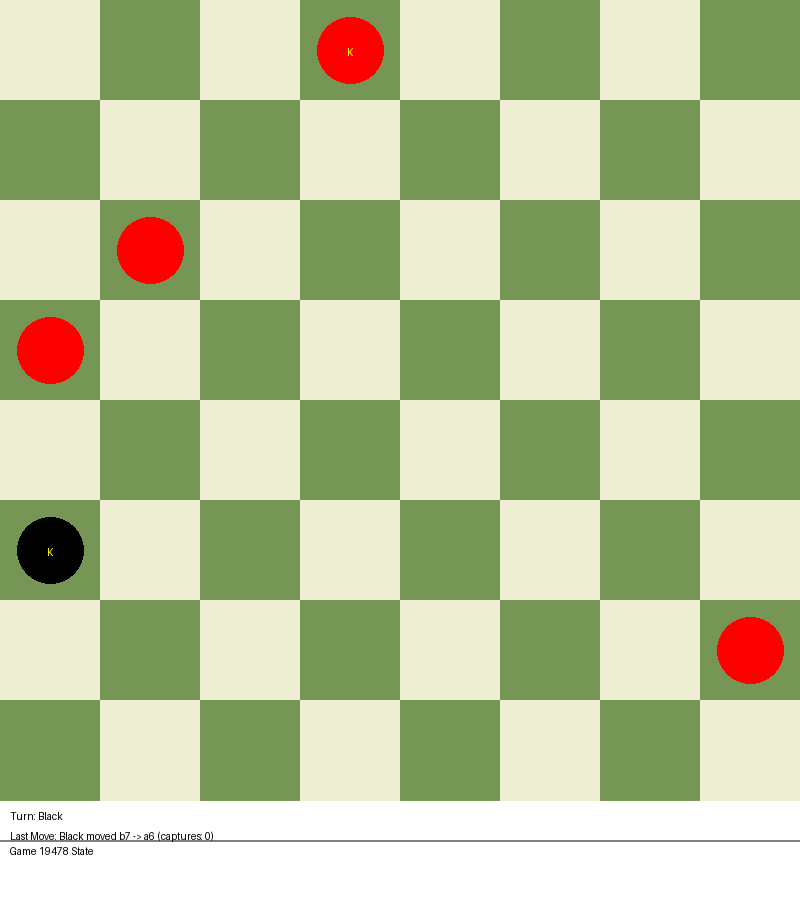 K
K
Turn: Black
Last Move: Black moved b7 -> a6 (captures: 0)
Game 19478 State